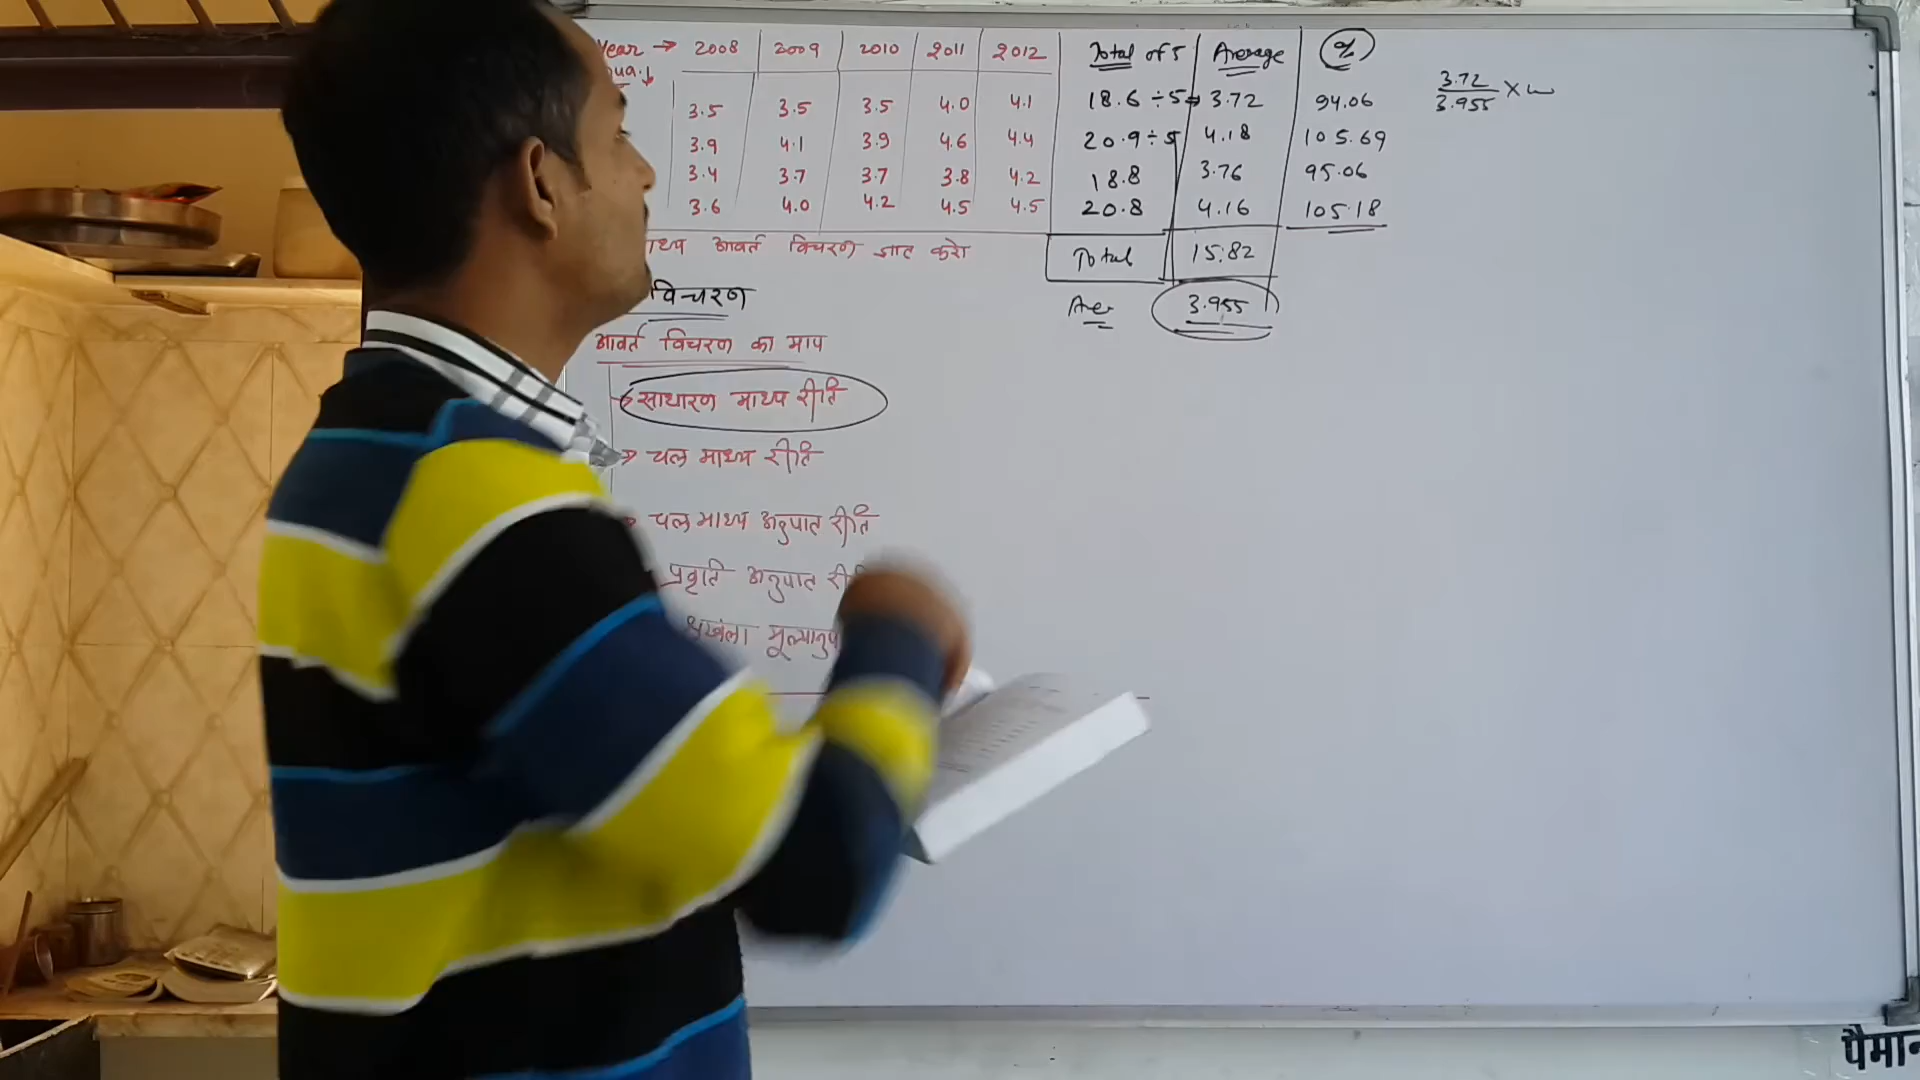 Year → 2008 2009 2010 2011 2012 Total of 5 Average %
3.5 3.5 3.5 4.0 4.1 18.6 ÷ 5 → 3.72 94.06
3.9 4.1 3.9 4.6 4.4 20.9 ÷ 5 4.18 105.69
3.4 3.7 3.7 3.8 4.2 18.8 3.76 95.06
3.6 4.0 4.2 4.5 4.5 20.8 4.16 105.18
Total 15.82
Ave 3.955
3.72
3.955 ×
आवर्त विचरण ज्ञात करो
विचरण
आवर्त विचरण का माप
→ साधारण माध्य रीति
→ चल माध्य रीति
चल माध्य अनुपात रीति
प्रवृति अनुपात
पैमान